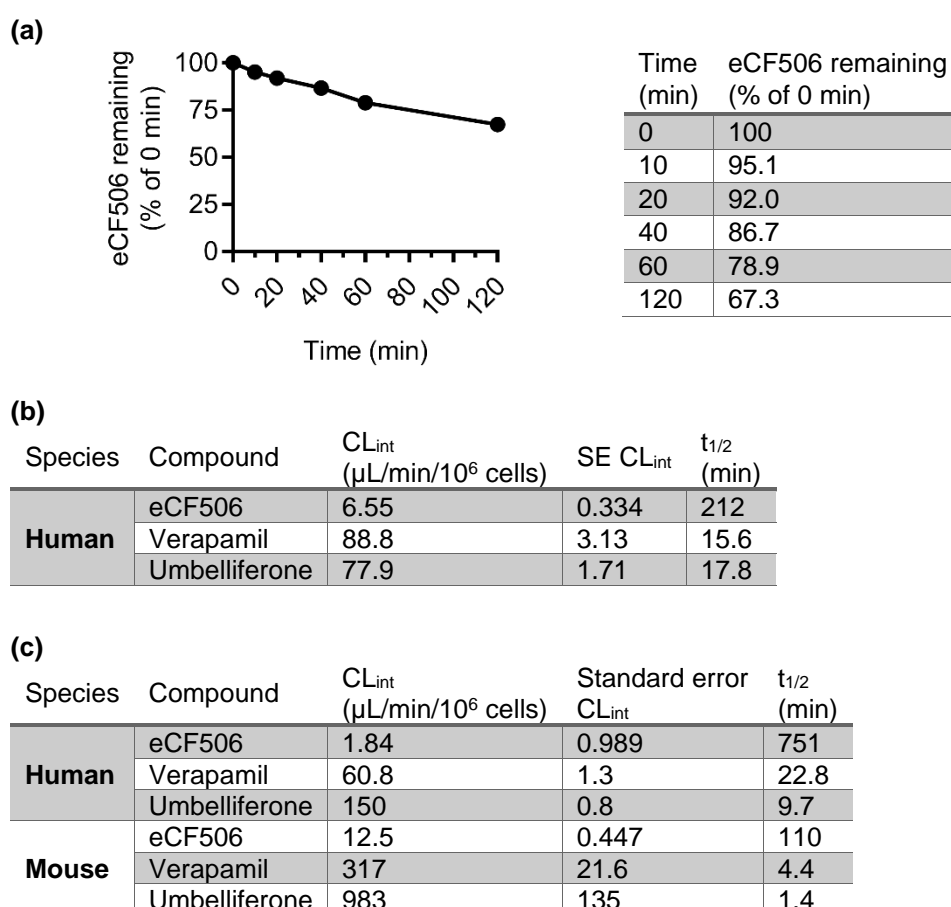 (a)
eCF506 remaining
(% of 0 min)
100
75
50
25
0
0 20 40 60 80 100 120
Time (min)
Time (min) eCF506 remaining (% of 0 min)
0 100
10 95.1
20 92.0
40 86.7
60 78.9
120 67.3
(b)
Species Compound CLint (µL/min/10⁶ cells) SE CLint t1/2 (min)
Human eCF506 6.55 0.334 212
Verapamil 88.8 3.13 15.6
Umbelliferone 77.9 1.71 17.8
(c)
Species Compound CLint (µL/min/10⁶ cells) Standard error CLint t1/2 (min)
Human eCF506 1.84 0.989 751
Verapamil 60.8 1.3 22.8
Umbelliferone 150 0.8 9.7
Mouse eCF506 12.5 0.447 110
Verapamil 317 21.6 4.4
Umbelliferone 983 135 1.4